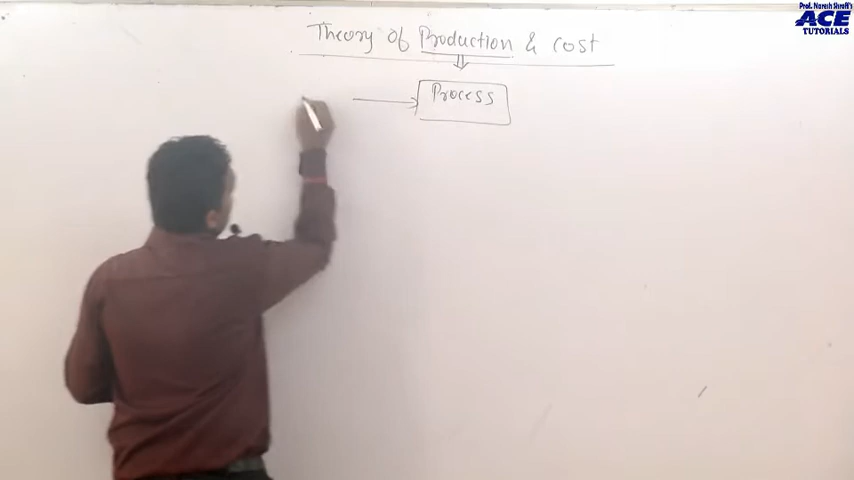 Prof. Naresh Shroff's
ACE
TUTORIALS
Theory of Production & cost
Process